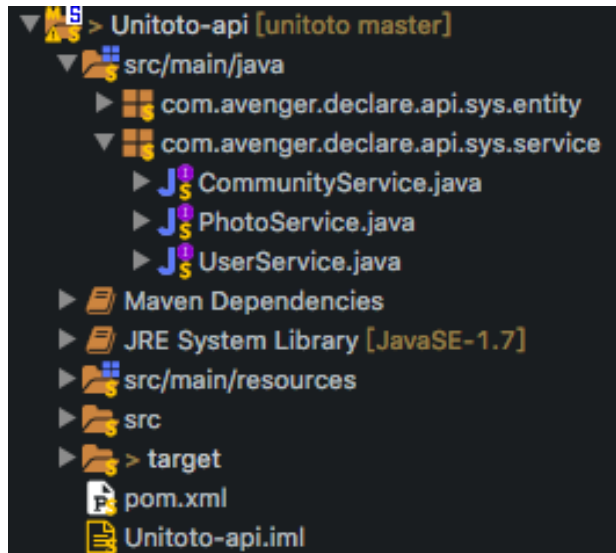 > Unitoto-api [unitoto master]
src/main/java
com.avenger.declare.api.sys.entity
com.avenger.declare.api.sys.service
CommunityService.java
PhotoService.java
UserService.java
Maven Dependencies
JRE System Library [JavaSE-1.7]
src/main/resources
src
> target
pom.xml
Unitoto-api.iml